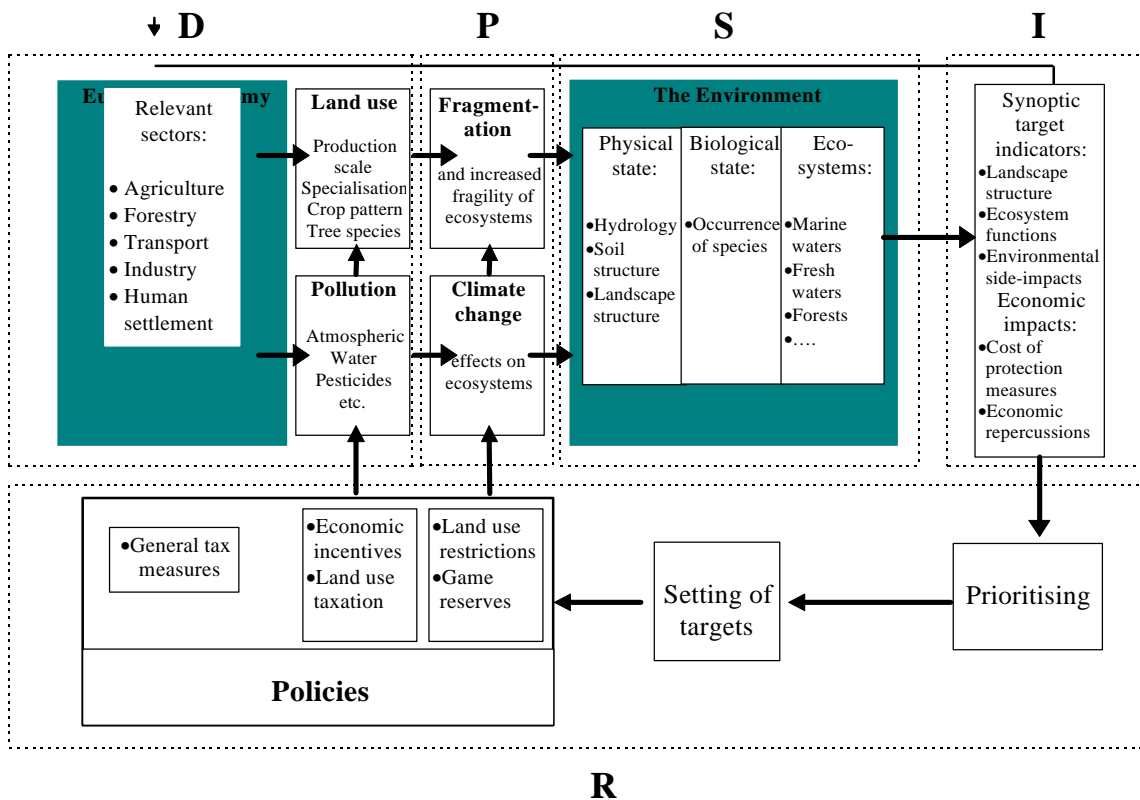 D
P
S
I
Relevant
sectors:
• Agriculture
• Forestry
• Transport
• Industry
• Human
settlement
Land use
Production
scale
Specialisation
Crop pattern
Tree species
Pollution
Atmospheric
Water
Pesticides
etc.
Fragment-
ation
and increased
fragility of
ecosystems
Climate
change
effects on
ecosystems
The Environment
Physical
state:
•Hydrology
•Soil
structure
•Landscape
structure
Biological
state:
•Occurrence
of species
Eco-
systems:
•Marine
waters
•Fresh
waters
•Forests
•….
Synoptic
target
indicators:
•Landscape
structure
•Ecosystem
functions
•Environmental
side-impacts
Economic
impacts:
•Cost of
protection
measures
•Economic
repercussions
•General tax
measures
•Economic
incentives
•Land use
taxation
•Land use
restrictions
•Game
reserves
Policies
Setting of
targets
Prioritising
R